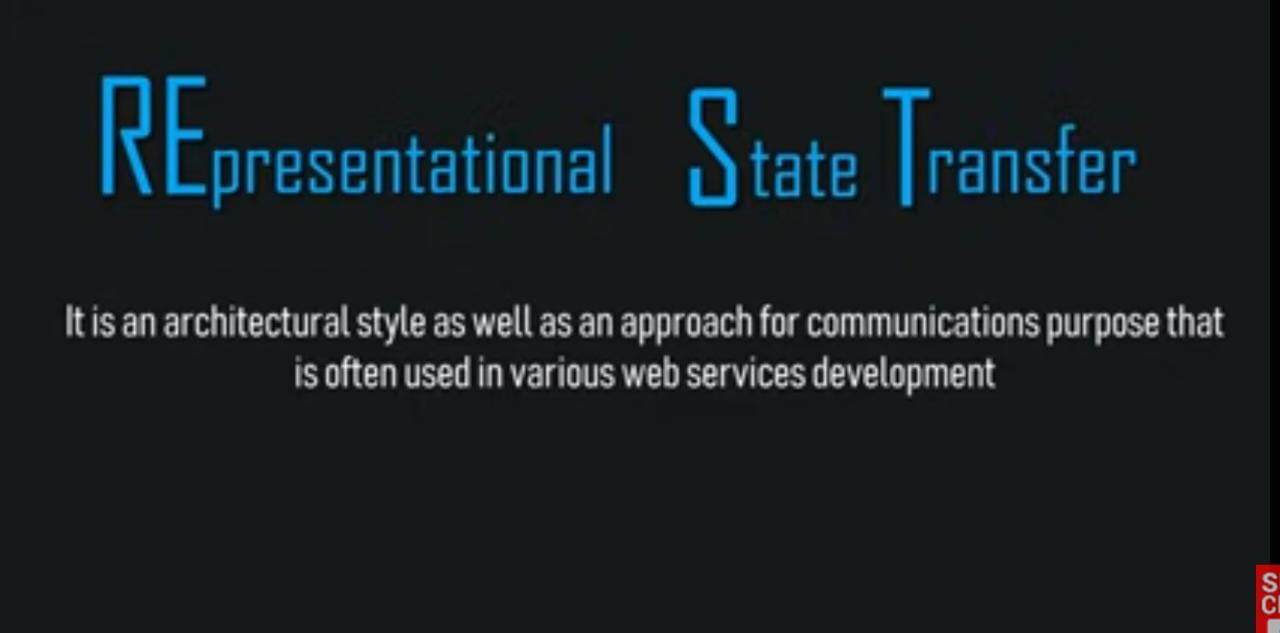 REpresentational State Transfer
It is an architectural style as well as an approach for communications purpose that
is often used in various web services development